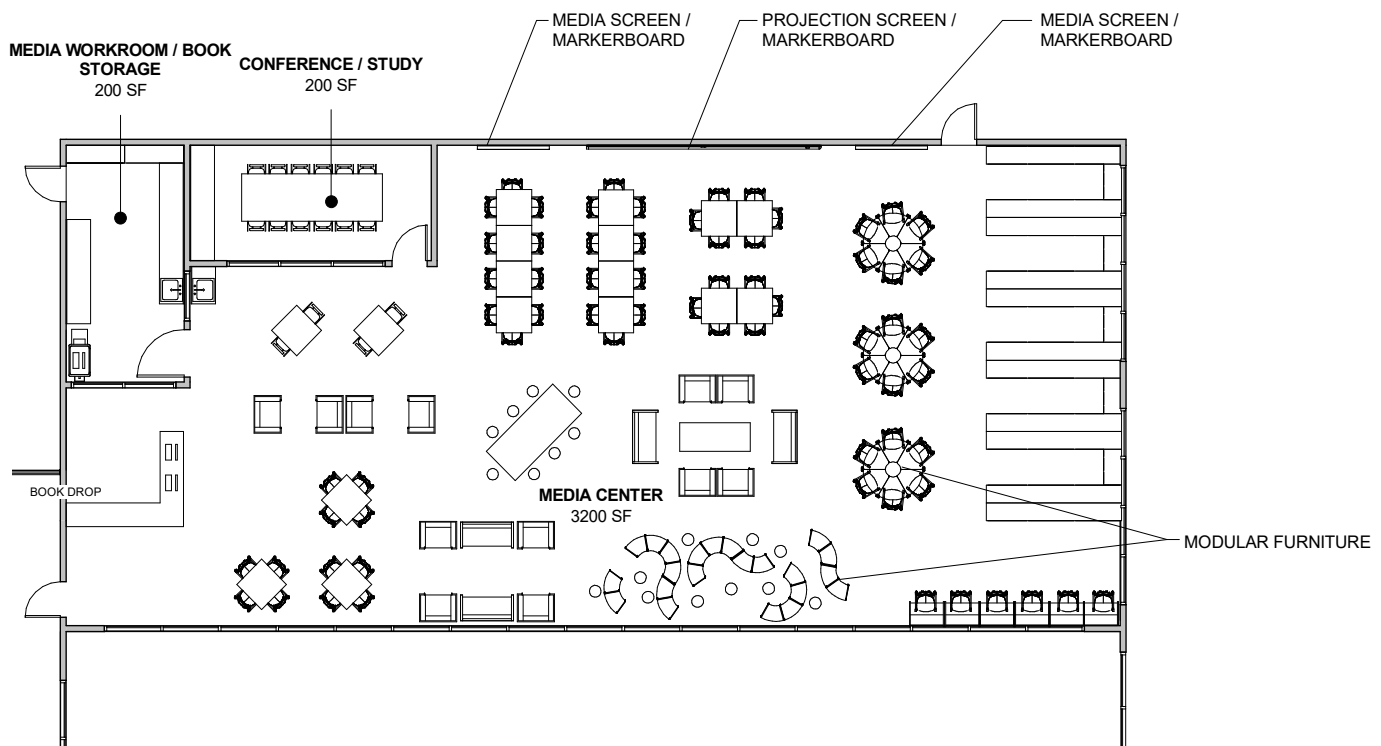 MEDIA SCREEN /
MARKERBOARD
PROJECTION SCREEN /
MARKERBOARD
MEDIA SCREEN /
MARKERBOARD
MEDIA WORKROOM / BOOK
STORAGE
200 SF
CONFERENCE / STUDY
200 SF
BOOK DROP
MEDIA CENTER
3200 SF
MODULAR FURNITURE